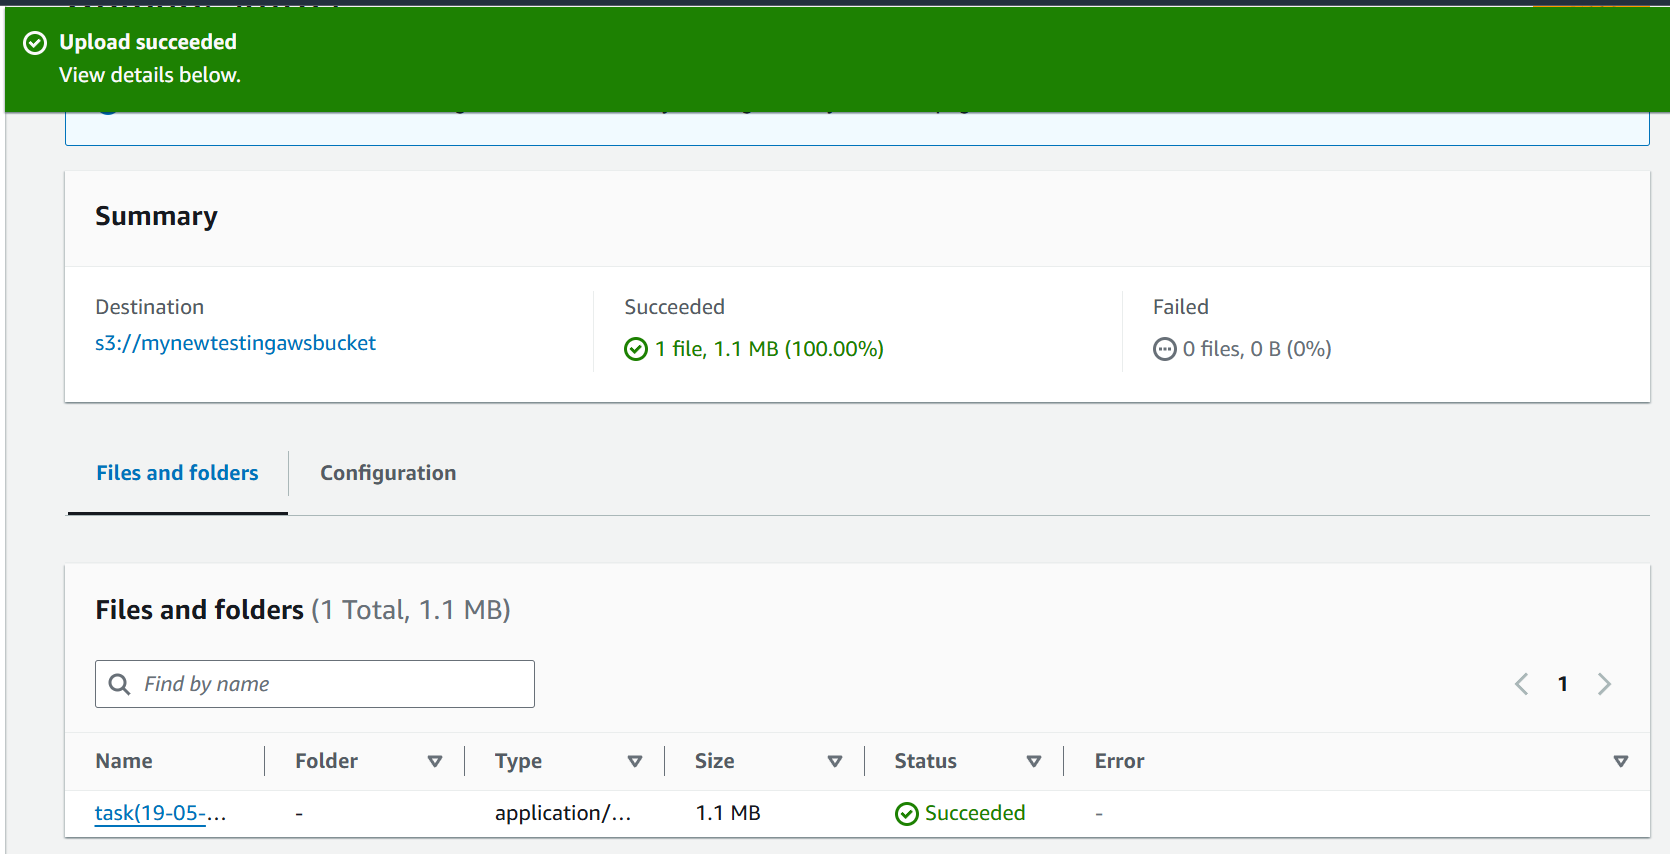 Upload succeeded
View details below.
Summary
Destination
s3://mynewtestingawsbucket
Succeeded
1 file, 1.1 MB (100.00%)
Failed
0 files, 0 B (0%)
Files and folders
Configuration
Files and folders (1 Total, 1.1 MB)
Find by name
1
Name Folder Type Size Status Error
task(19-05-... - application/... 1.1 MB Succeeded -